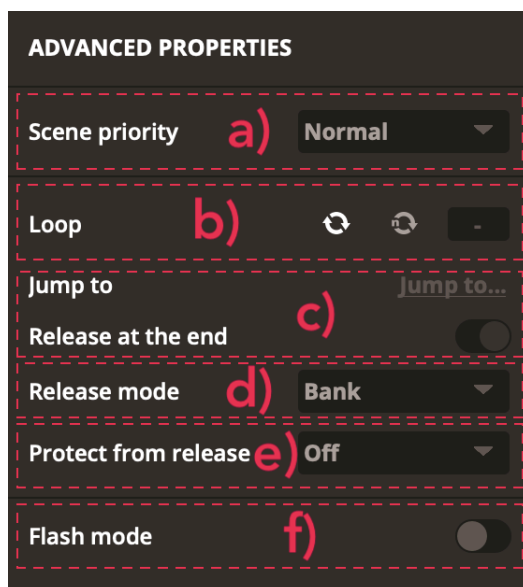 ADVANCED PROPERTIES
Scene priority a) Normal
Loop b) n -
Jump to Jump to...
c)
Release at the end
Release mode d) Bank
Protect from release e) Off
Flash mode f)